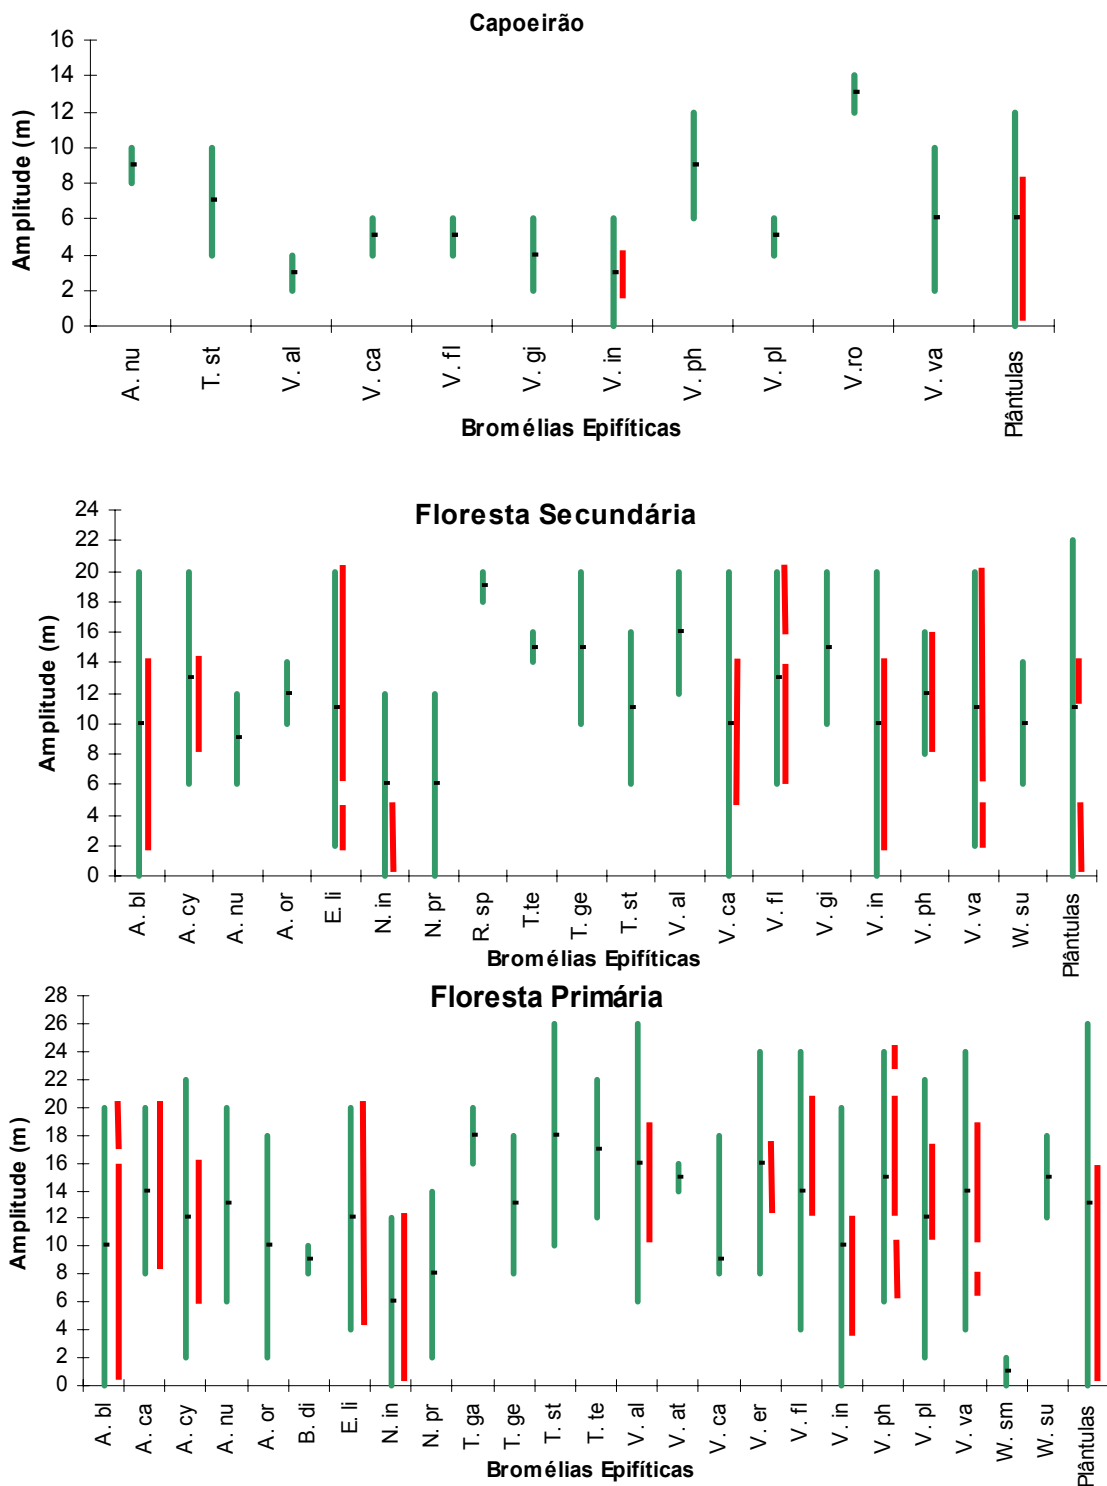 Capoeirão
Amplitude (m)
16
14
12
10
8
6
4
2
0
A. nu
T. st
V. al
V. ca
V. fl
V. gi
V. in
V. ph
V. pl
V.ro
V. va
Plântulas
Bromélias Epifíticas
Floresta Secundária
Amplitude (m)
24
22
20
18
16
14
12
10
8
6
4
2
0
A. bl
A. cy
A. nu
A. or
E. li
N. in
N. pr
R. sp
T.te
T. ge
T. st
V. al
V. ca
V. fl
V. gi
V. in
V. ph
V. va
W. su
Plântulas
Bromélias Epifíticas
Floresta Primária
Amplitude (m)
28
26
24
22
20
18
16
14
12
10
8
6
4
2
0
A. bl
A. ca
A. cy
A. nu
A. or
B. di
E. li
N. in
N. pr
T. ga
T. ge
T. st
T. te
V. al
V. at
V. ca
V. er
V. fl
V. in
V. ph
V. pl
V. va
W. sm
W. su
Plântulas
Bromélias Epifíticas